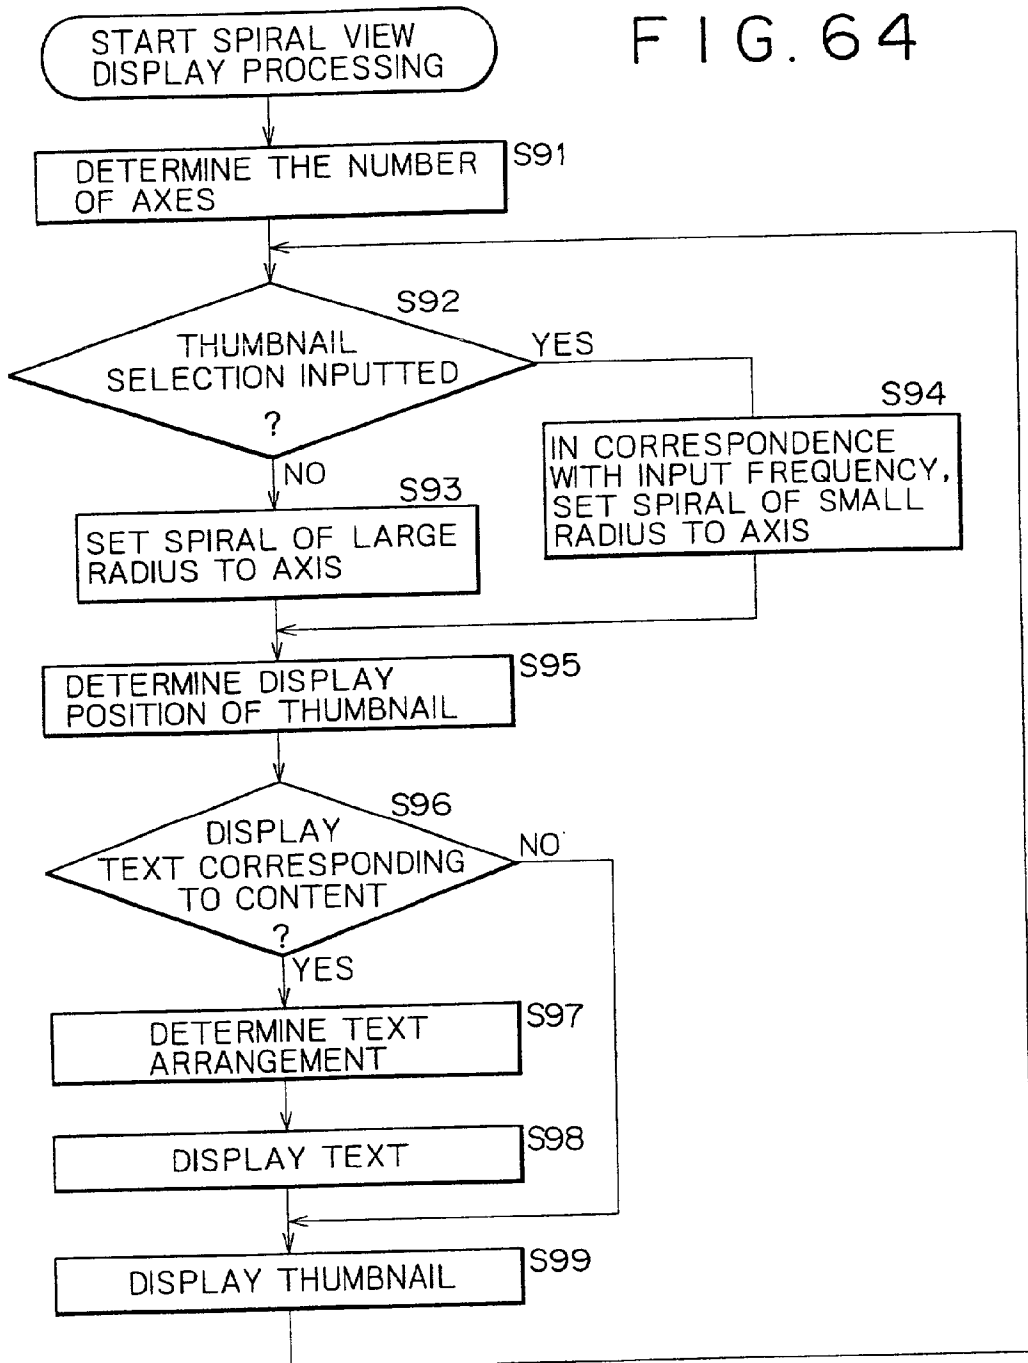 START SPIRAL VIEW
DISPLAY PROCESSING
FIG. 64
DETERMINE THE NUMBER
OF AXES
S91
S92
THUMBNAIL
SELECTION INPUTTED
?
YES
NO
S94
IN CORRESPONDENCE
WITH INPUT FREQUENCY,
SET SPIRAL OF SMALL
RADIUS TO AXIS
S93
SET SPIRAL OF LARGE
RADIUS TO AXIS
S95
DETERMINE DISPLAY
POSITION OF THUMBNAIL
S96
DISPLAY
TEXT CORRESPONDING
TO CONTENT
?
NO
YES
S97
DETERMINE TEXT
ARRANGEMENT
S98
DISPLAY TEXT
S99
DISPLAY THUMBNAIL